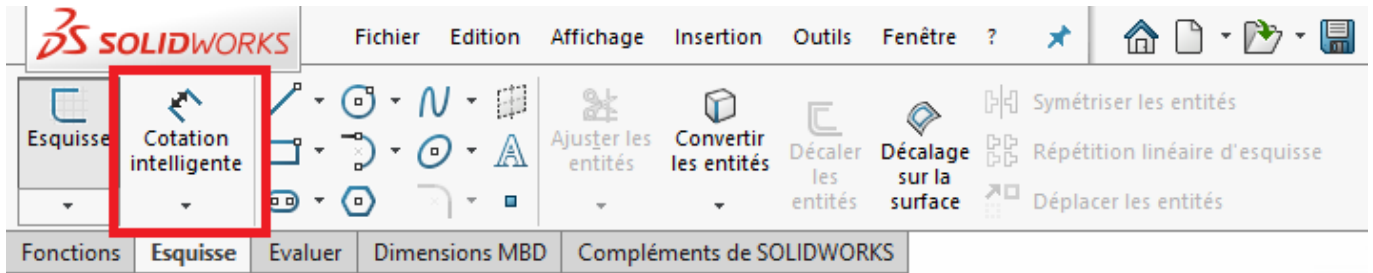 SOLIDWORKS Fichier Edition Affichage Insertion Outils Fenêtre ?
Esquisse
Cotation
intelligente
Ajuster les
entités
Convertir
les entités
Décaler
les
entités
Décalage
sur la
surface
Symétriser les entités
Répétition linéaire d'esquisse
Déplacer les entités
Fonctions Esquisse Evaluer Dimensions MBD Compléments de SOLIDWORKS